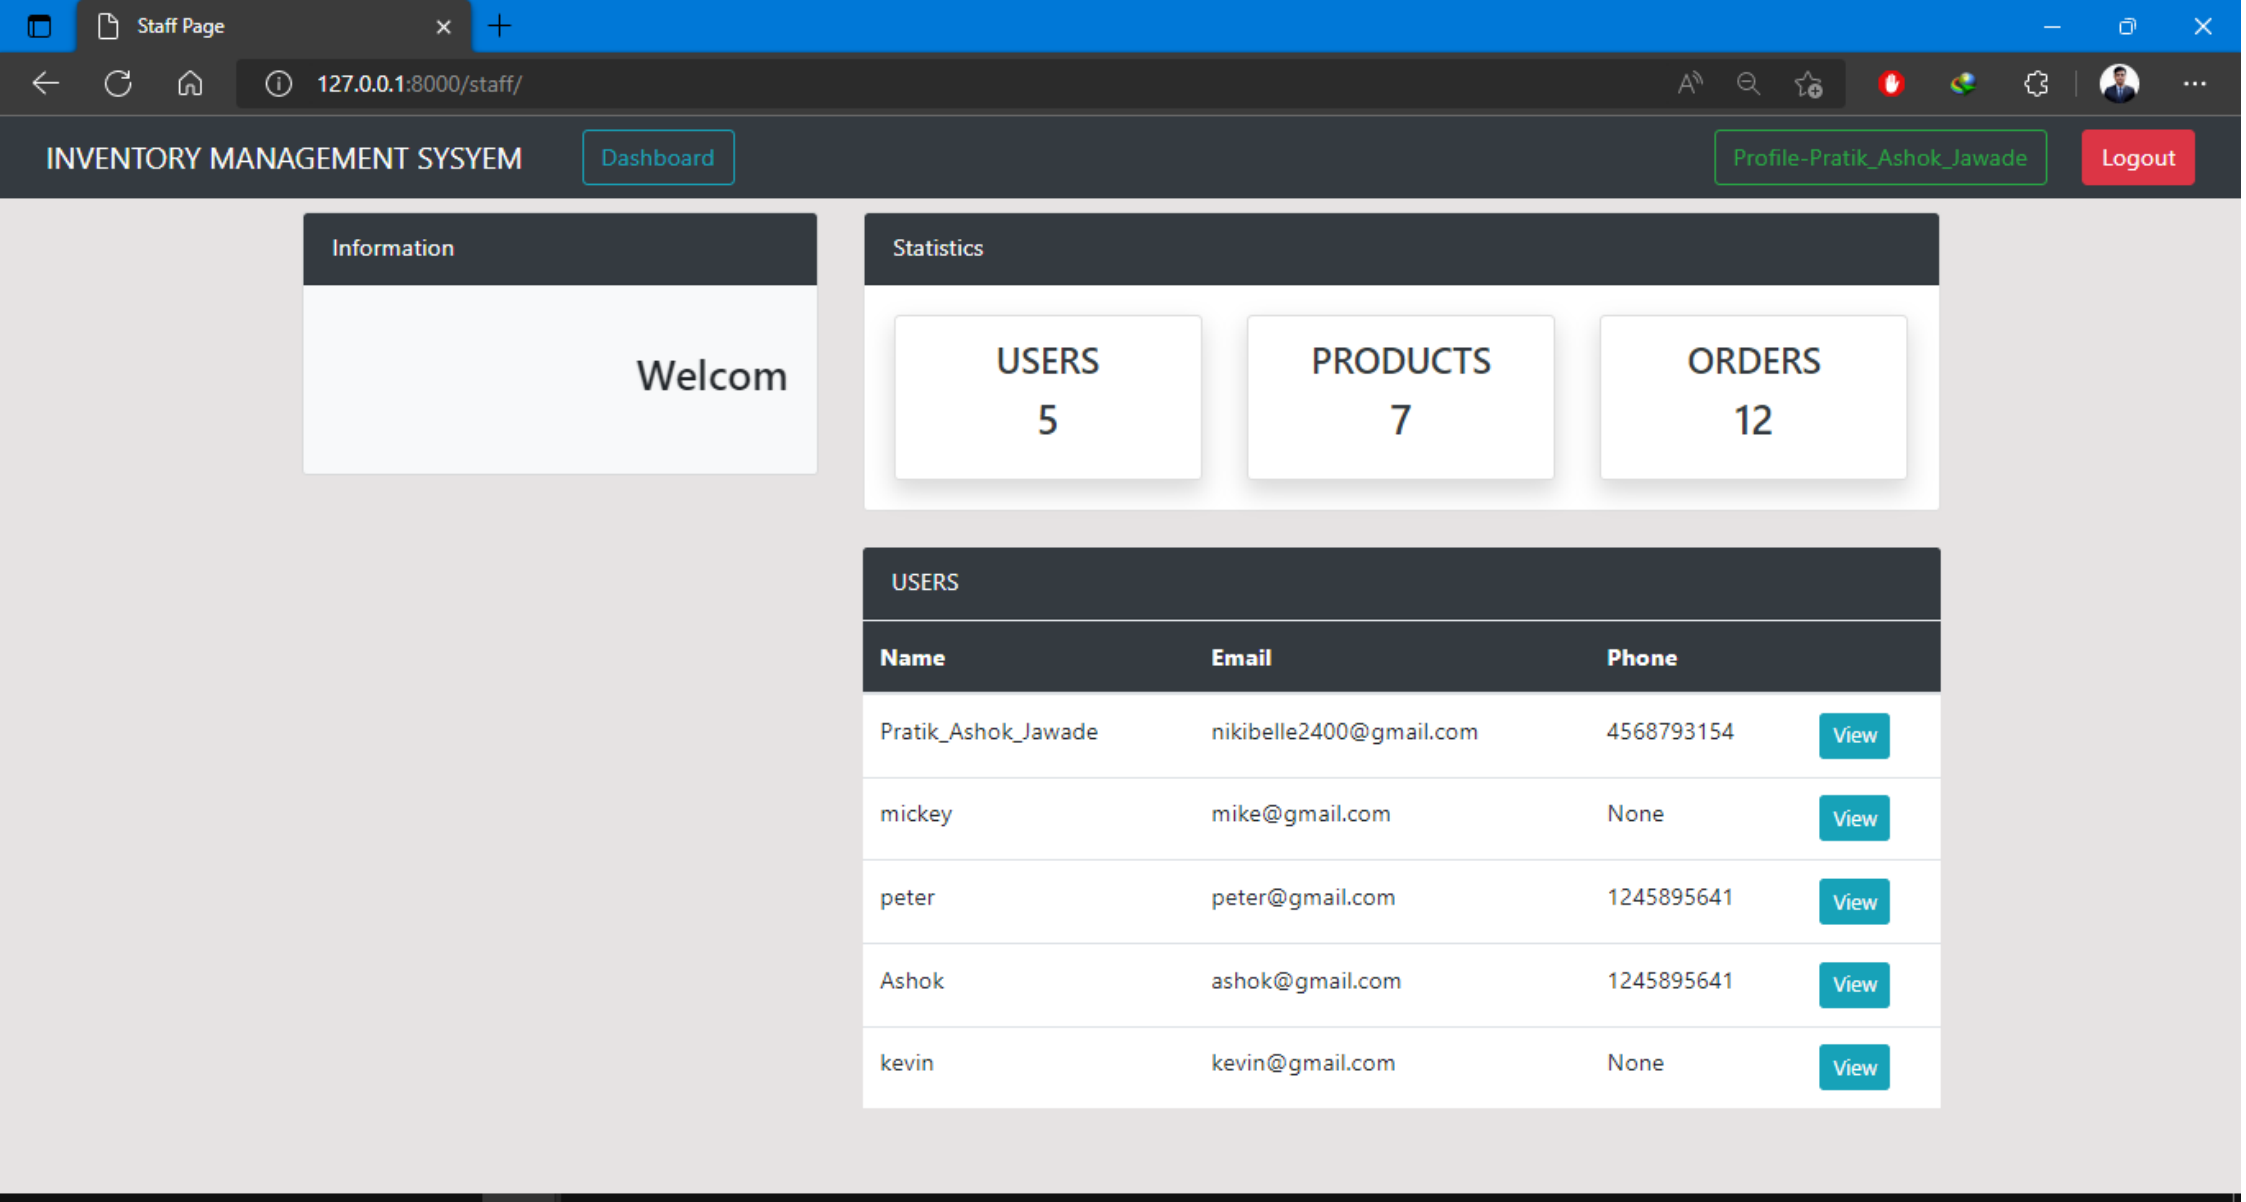 Staff Page
127.0.0.1:8000/staff/
INVENTORY MANAGEMENT SYSYEM Dashboard Profile-Pratik_Ashok_Jawade Logout
Information
Welcom
Statistics
USERS PRODUCTS ORDERS
5 7 12
USERS
Name Email Phone
Pratik_Ashok_Jawade nikibelle2400@gmail.com 4568793154 View
mickey mike@gmail.com None View
peter peter@gmail.com 1245895641 View
Ashok ashok@gmail.com 1245895641 View
kevin kevin@gmail.com None View